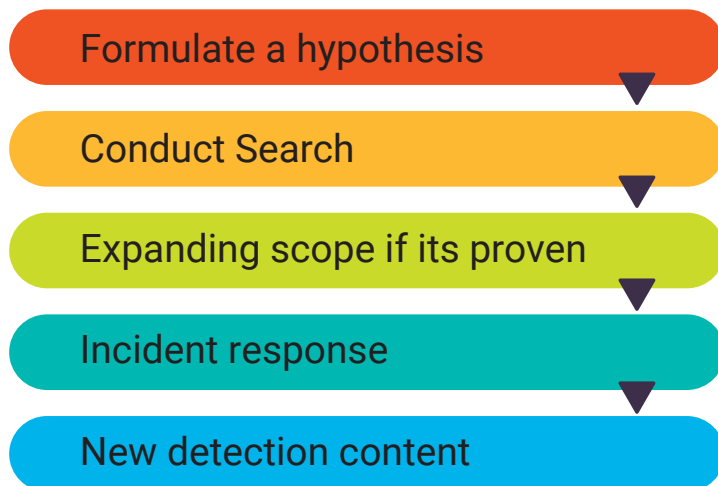 Formulate a hypothesis
Conduct Search
Expanding scope if its proven
Incident response
New detection content